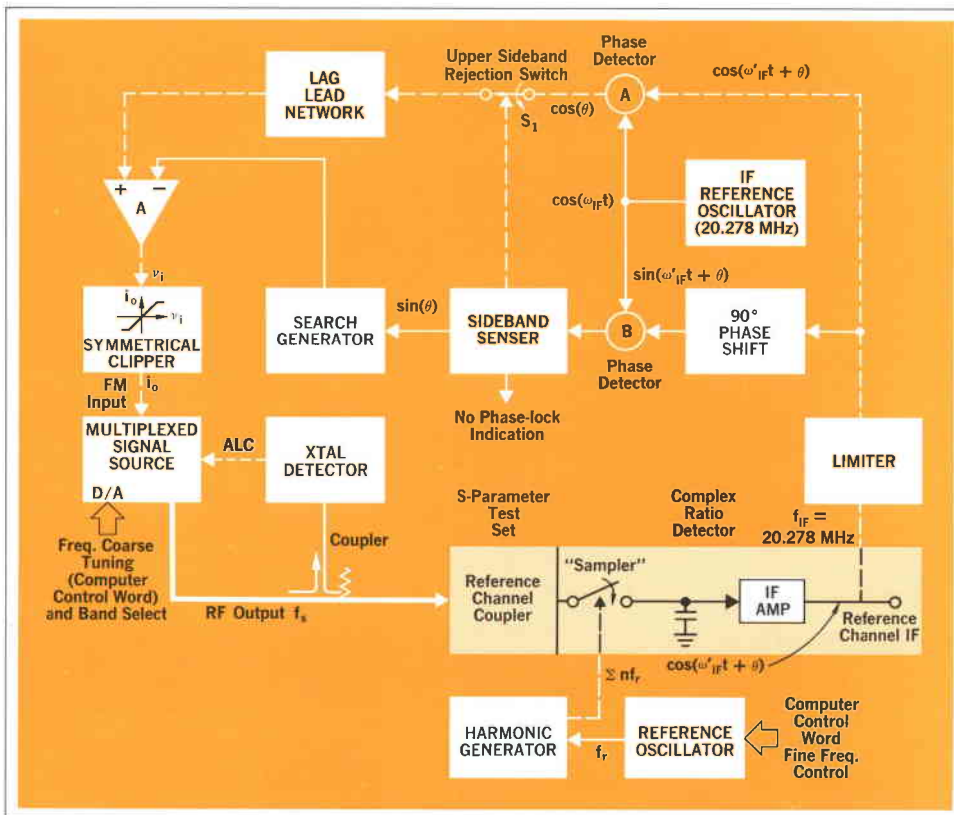 Phase
Detector
Upper Sideband
Rejection Switch
LAG
LEAD
NETWORK
S1
cos(θ)
A
cos(ω'IFt + θ)
+ −
A
νi
cos(ωIFt)
IF
REFERENCE
OSCILLATOR
(20.278 MHz)
sin(ω'IFt + θ)
io
νi
SYMMETRICAL
CLIPPER
FM
Input
io
SEARCH
GENERATOR
sin(θ)
SIDEBAND
SENSER
B
Phase
Detector
90°
PHASE
SHIFT
No Phase-lock
Indication
MULTIPLEXED
SIGNAL
SOURCE
D/A
ALC
XTAL
DETECTOR
LIMITER
Freq. Coarse
Tuning
(Computer
Control Word)
and Band Select
Coupler
RF Output fs
S-Parameter
Test
Set
Complex
Ratio
Detector
fIF =
20.278 MHz
Reference
Channel
Coupler
"Sampler"
IF
AMP
Reference
Channel IF
cos(ω'IFt + θ)
Σ nfr
HARMONIC
GENERATOR
fr
REFERENCE
OSCILLATOR
Computer
Control
Word
Fine Freq.
Control